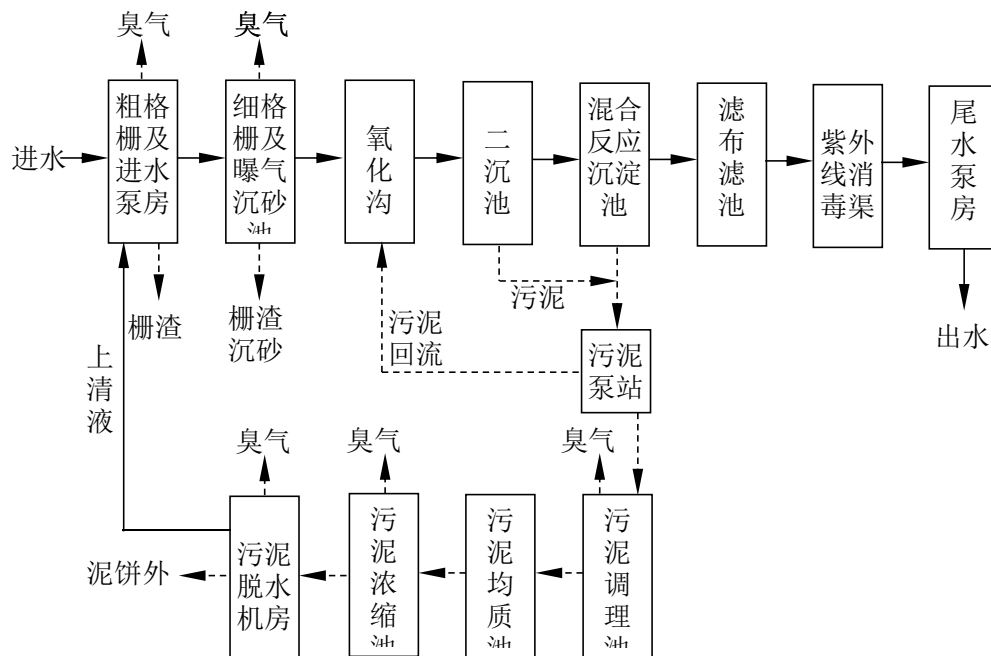 臭气
臭气
粗格
栅及
进水
泵房
细格
栅及
曝气
沉砂
池
氧
化
沟
二
沉
池
混合
反应
沉淀
池
滤
布
滤
池
紫外
线消
毒渠
尾
水
泵
房
进水
污泥
栅渣
栅渣
沉砂
污泥
回流
污泥
泵站
出水
上
清
液
臭气
臭气
臭气
泥饼外
污泥
脱水
机房
污
泥
浓
缩
池
污
泥
均
质
池
污
泥
调
理
池